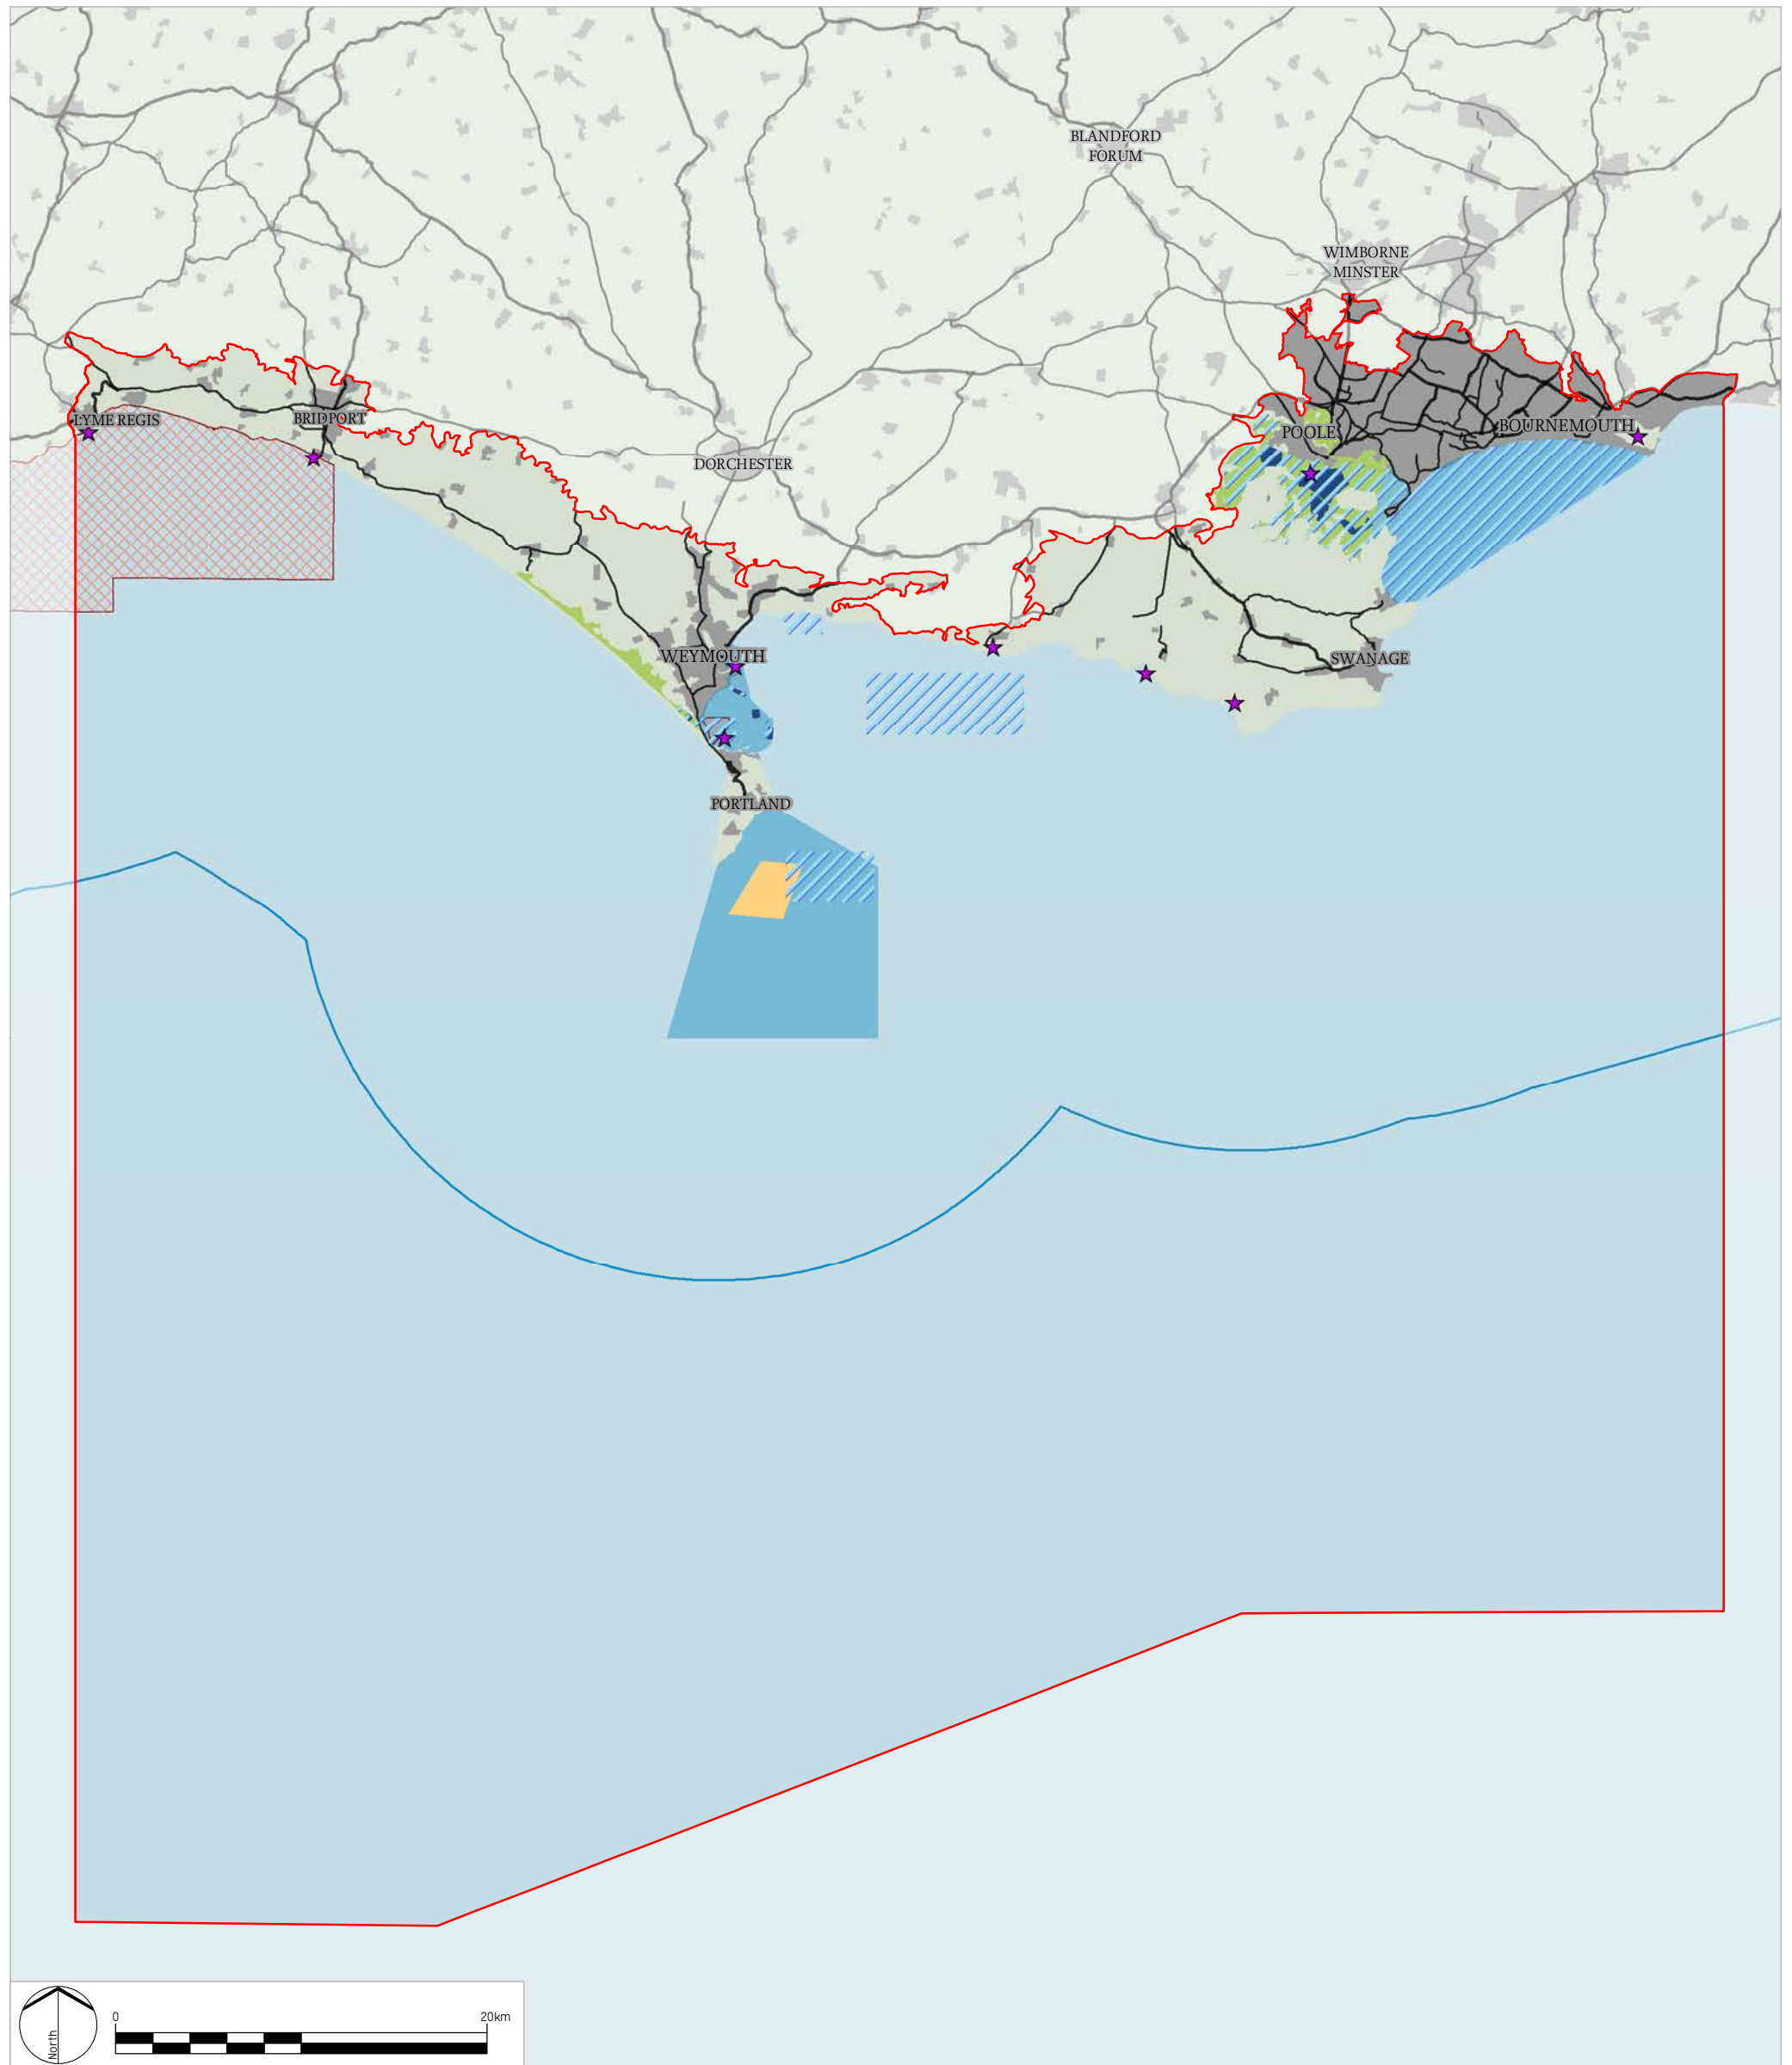 BLANDFORD
FORUM
WIMBORNE
MINSTER
LYME REGIS
BRIDPORT
POOLE
BOURNEMOUTH
DORCHESTER
WEYMOUTH
SWANAGE
PORTLAND
North
0
20km